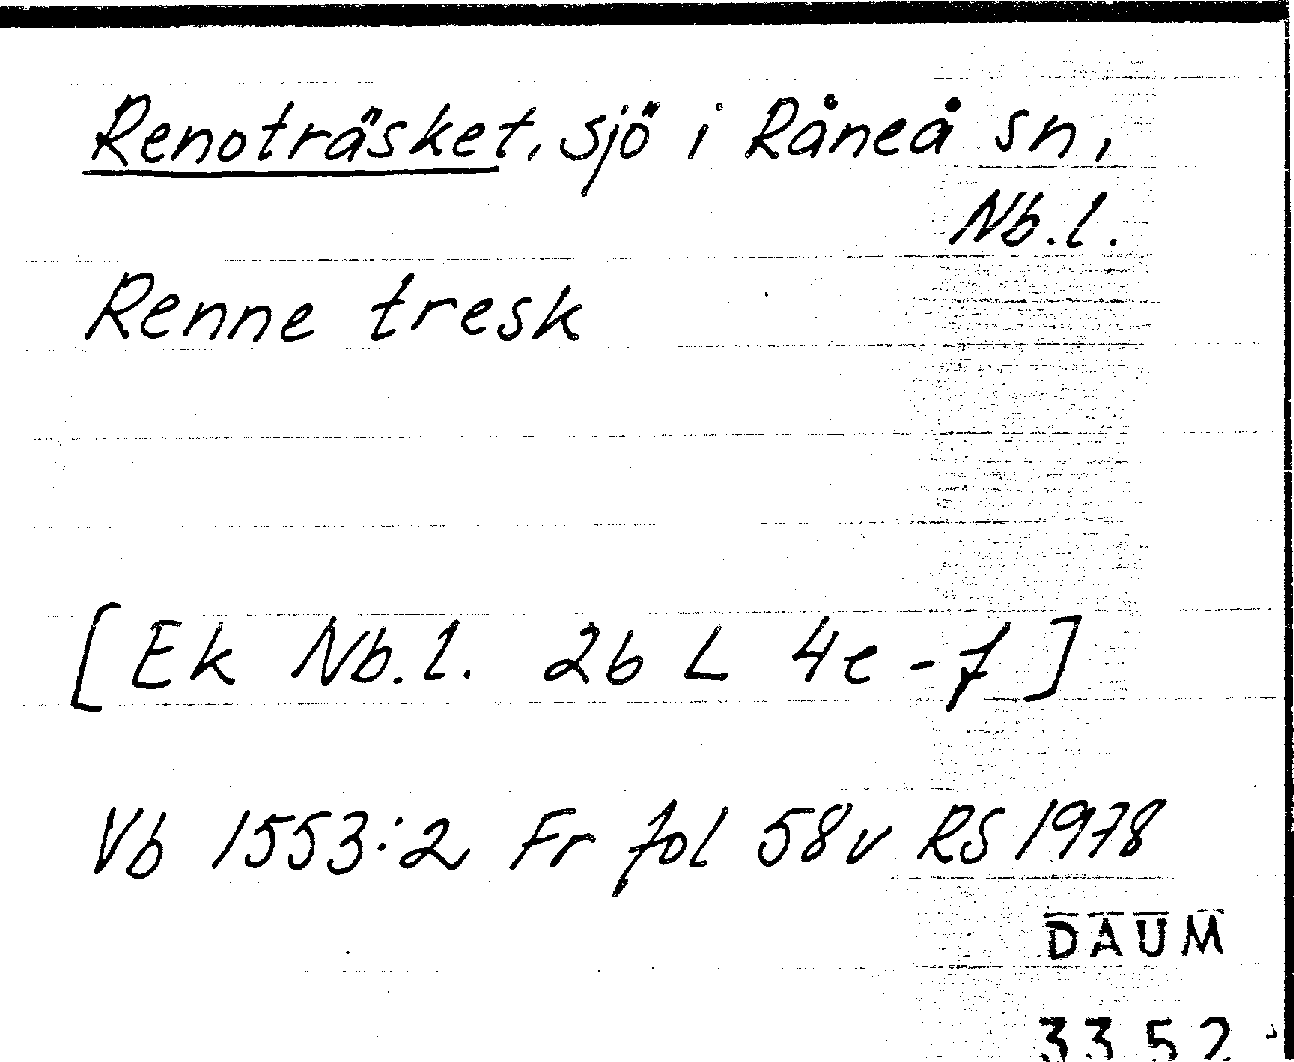 Renoträsket, sjö i Råneå sn,
Nb.l.
Renne tresk
[Ek Nb.l. 26 L 4e-f]
Vb 1553:2 Fr fol 58v RS 1978
DAUM
3352